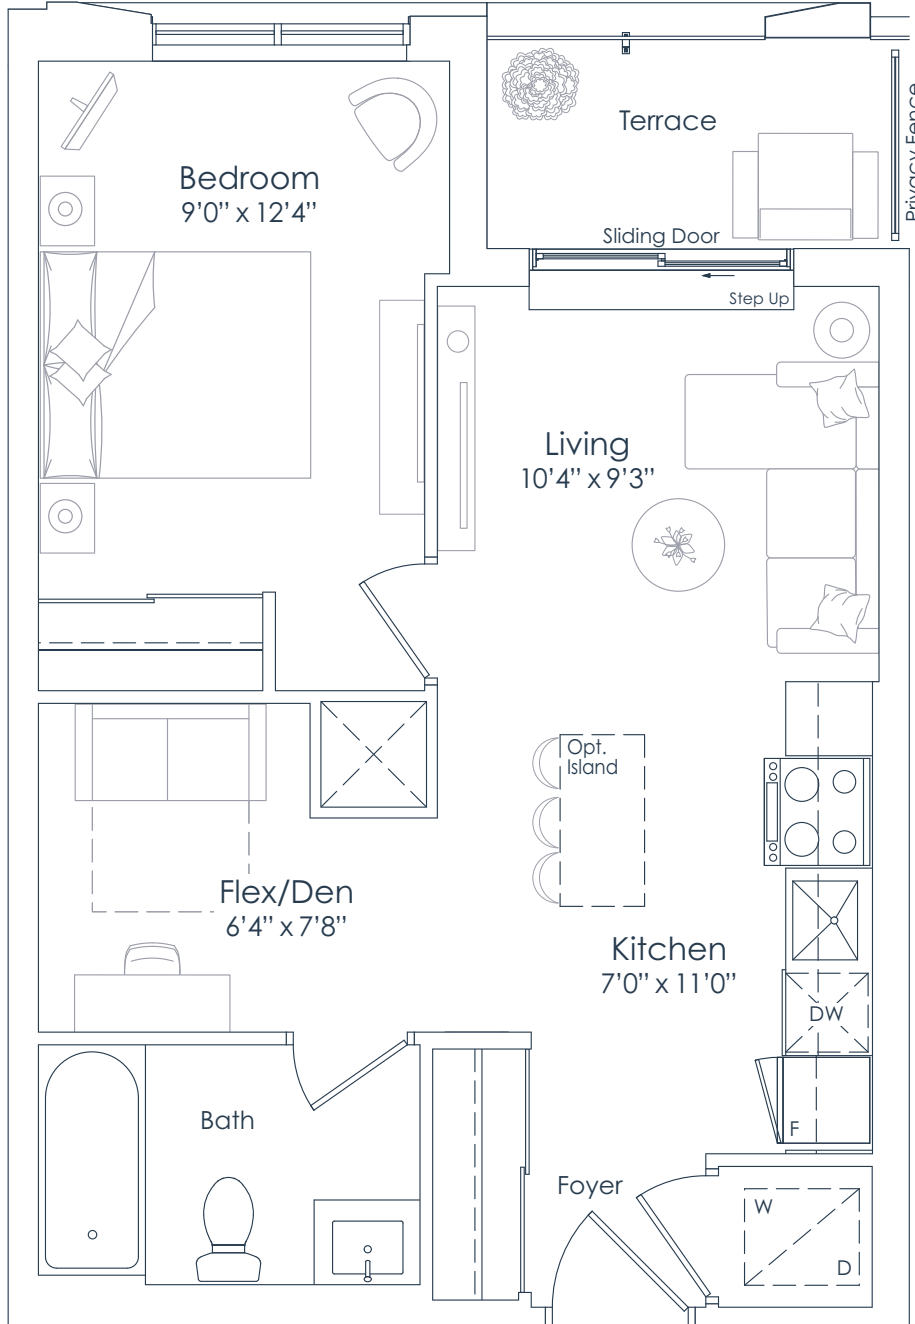 Terrace
Privacy Fence
Bedroom
9'0" x 12'4"
Sliding Door
Step Up
Living
10'4" x 9'3"
Opt.
Island
Flex/Den
6'4" x 7'8"
Kitchen
7'0" x 11'0"
DW
Bath
F
Foyer
W
D